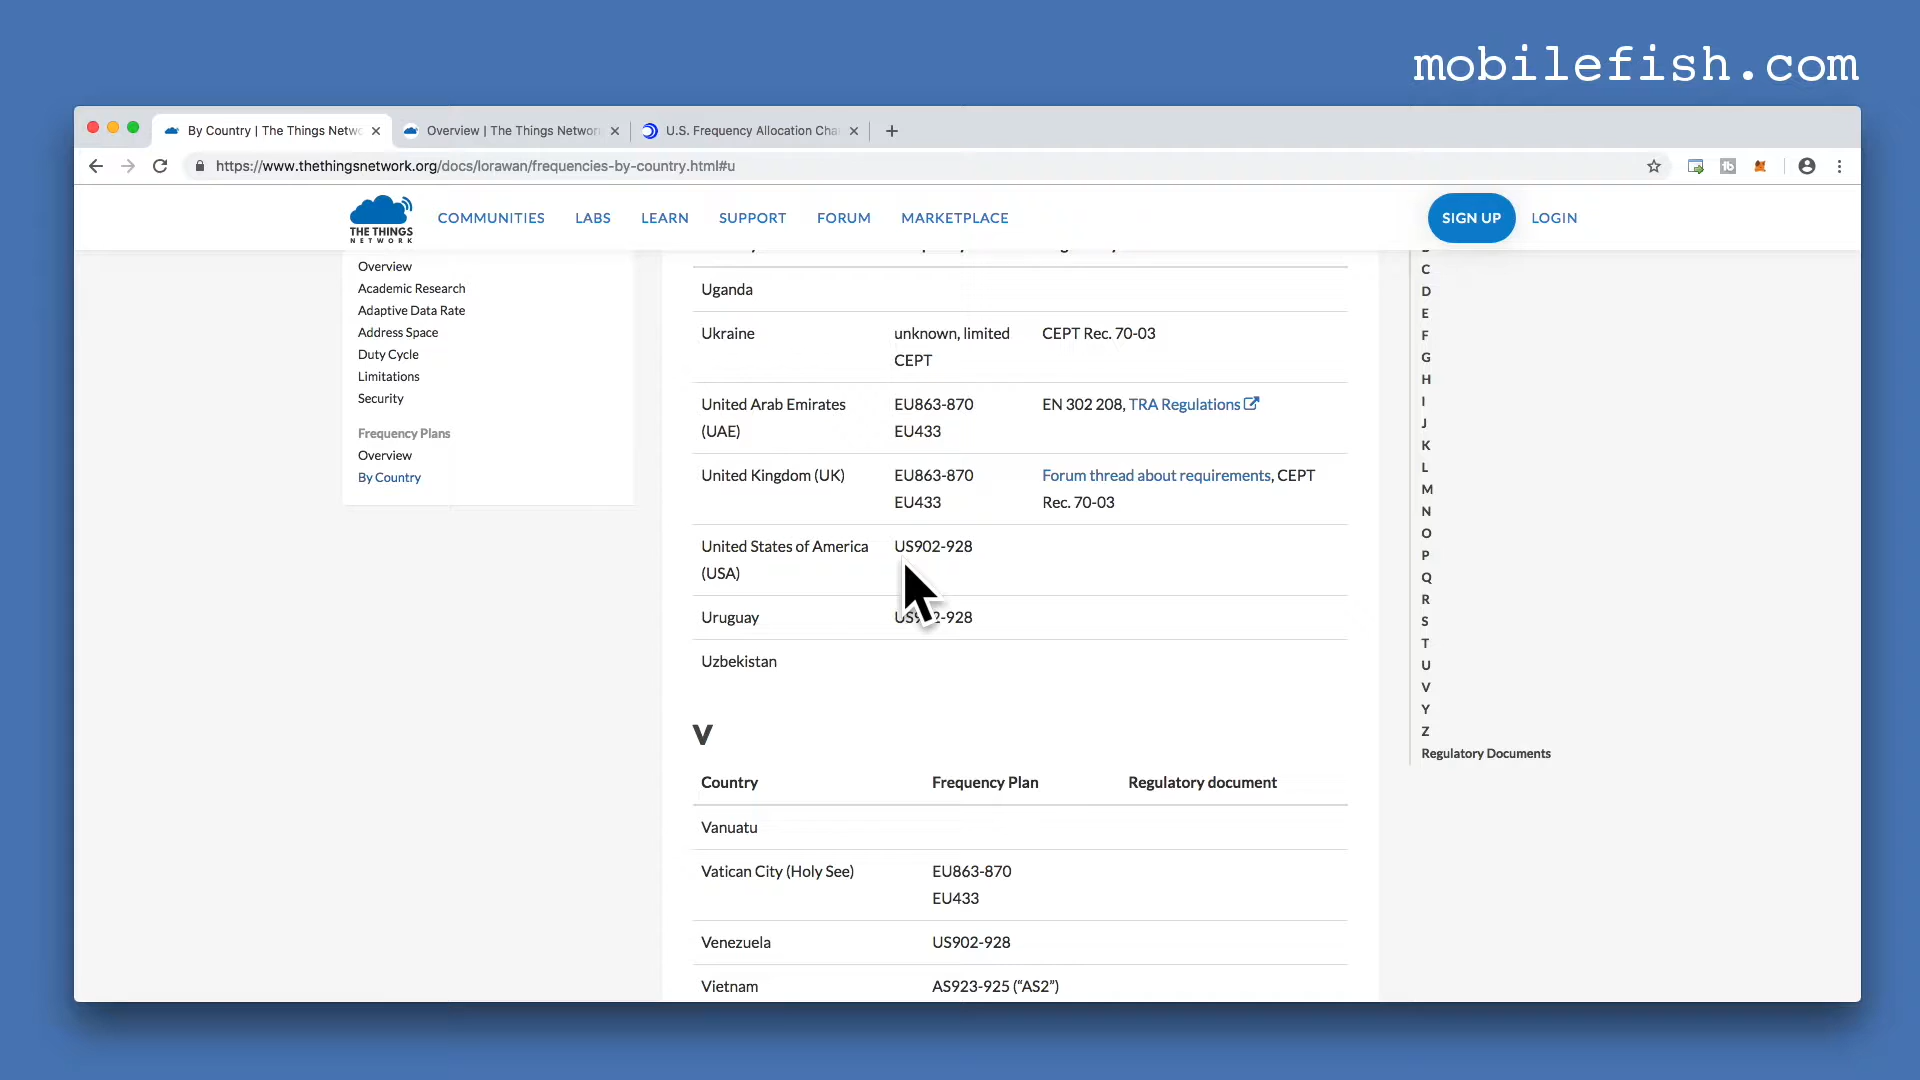 mobilefish.com
By Country | The Things Netwo
Overview | The Things Networ
U.S. Frequency Allocation Cha
https://www.thethingsnetwork.org/docs/lorawan/frequencies-by-country.html#u
THE THINGS
NETWORK
COMMUNITIES
LABS
LEARN
SUPPORT
FORUM
MARKETPLACE
SIGN UP
LOGIN
Overview
Academic Research
Adaptive Data Rate
Address Space
Duty Cycle
Limitations
Security
Frequency Plans
Overview
By Country
Uganda
Ukraine unknown, limited CEPT Rec. 70-03
CEPT
United Arab Emirates EU863-870 EN 302 208, TRA Regulations
(UAE) EU433
United Kingdom (UK) EU863-870 Forum thread about requirements, CEPT
EU433 Rec. 70-03
United States of America US902-928
(USA)
Uruguay US902-928
Uzbekistan
V
Country Frequency Plan Regulatory document
Vanuatu
Vatican City (Holy See) EU863-870
EU433
Venezuela US902-928
Vietnam AS923-925 (“AS2”)
C
D
E
F
G
H
I
J
K
L
M
N
O
P
Q
R
S
T
U
V
Y
Z
Regulatory Documents